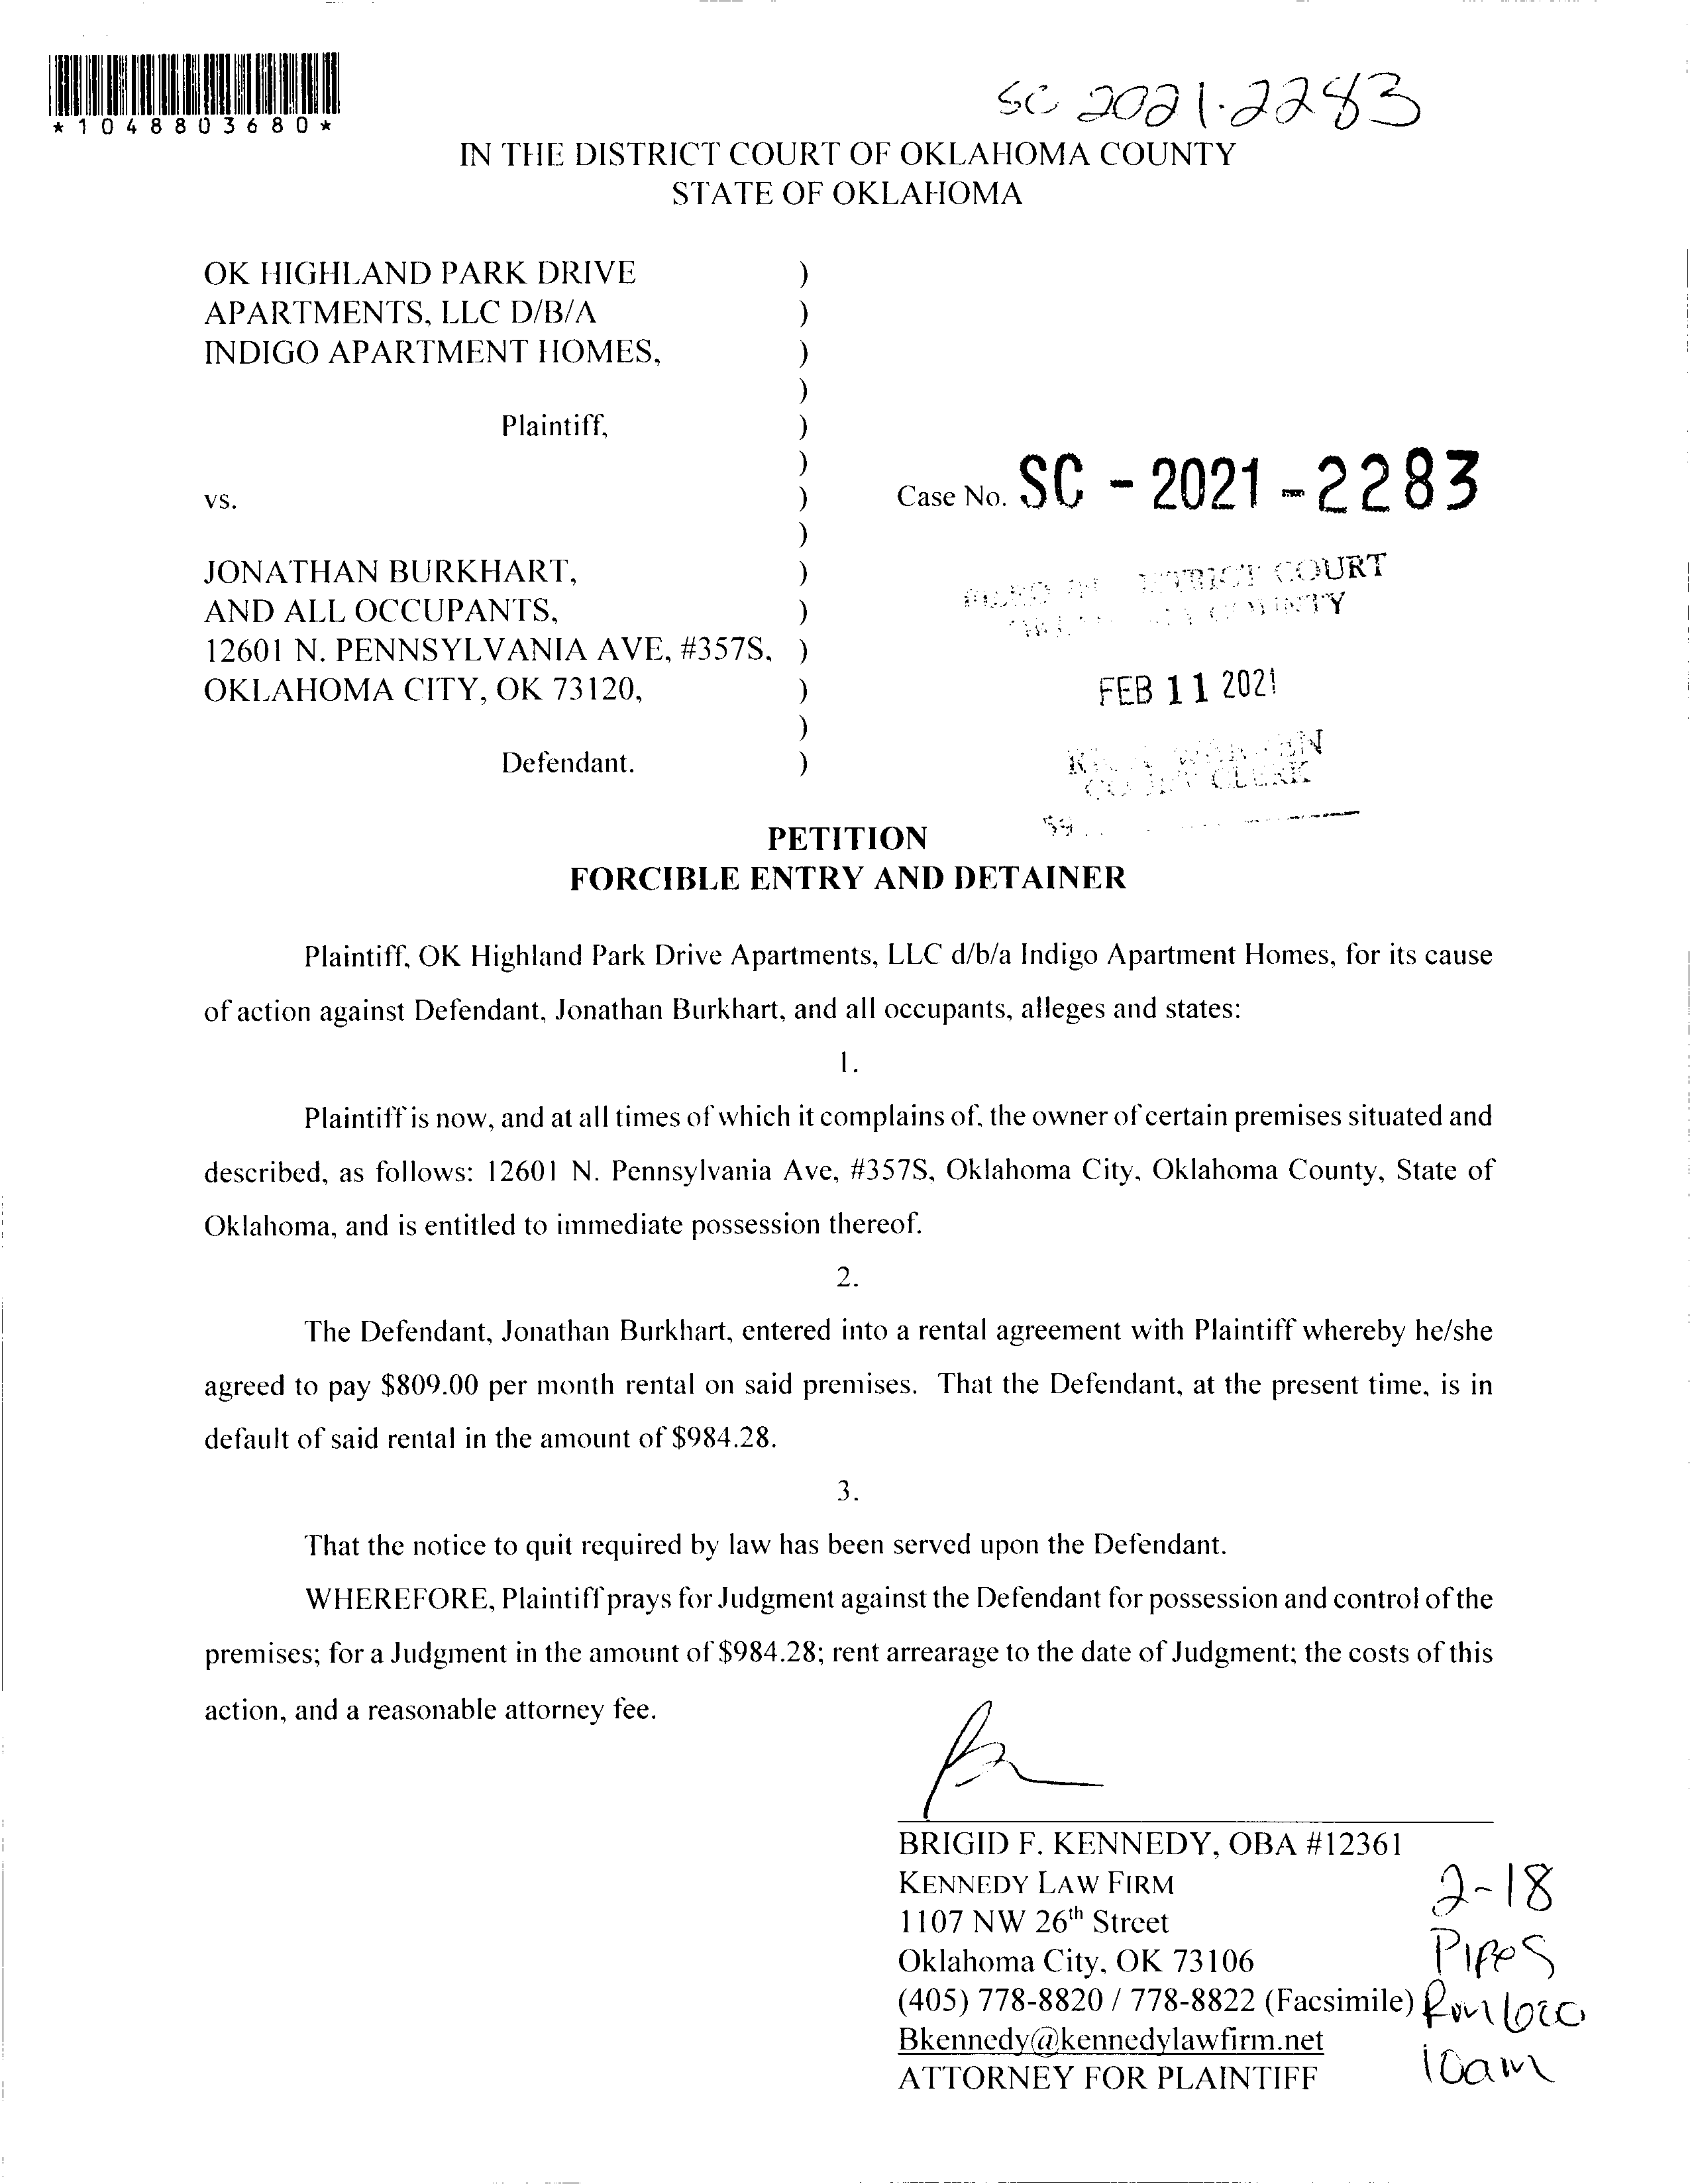 *1048803680*
SC 2021-2283
IN THE DISTRICT COURT OF OKLAHOMA COUNTY
STATE OF OKLAHOMA
OK HIGHLAND PARK DRIVE )
APARTMENTS, LLC D/B/A )
INDIGO APARTMENT HOMES, )
)
Plaintiff, )
)
vs. ) Case No. SC - 2021 - 2283
)
JONATHAN BURKHART, ) DISTRICT COURT
AND ALL OCCUPANTS, ) COUNTY
12601 N. PENNSYLVANIA AVE, #357S, )
OKLAHOMA CITY, OK 73120, ) FEB 11 2021
)
Defendant. )
COURT CLERK
PETITION
FORCIBLE ENTRY AND DETAINER
Plaintiff, OK Highland Park Drive Apartments, LLC d/b/a Indigo Apartment Homes, for its cause
of action against Defendant, Jonathan Burkhart, and all occupants, alleges and states:
1.
Plaintiff is now, and at all times of which it complains of, the owner of certain premises situated and
described, as follows: 12601 N. Pennsylvania Ave, #357S, Oklahoma City, Oklahoma County, State of
Oklahoma, and is entitled to immediate possession thereof.
2.
The Defendant, Jonathan Burkhart, entered into a rental agreement with Plaintiff whereby he/she
agreed to pay $809.00 per month rental on said premises. That the Defendant, at the present time, is in
default of said rental in the amount of $984.28.
3.
That the notice to quit required by law has been served upon the Defendant.
WHEREFORE, Plaintiff prays for Judgment against the Defendant for possession and control of the
premises; for a Judgment in the amount of $984.28; rent arrearage to the date of Judgment; the costs of this
action, and a reasonable attorney fee.
BRIGID F. KENNEDY, OBA #12361
KENNEDY LAW FIRM
1107 NW 26th Street
Oklahoma City, OK 73106
(405) 778-8820 / 778-8822 (Facsimile)
Bkennedy@kennedylawfirm.net
ATTORNEY FOR PLAINTIFF
2-18
Pipes
10am